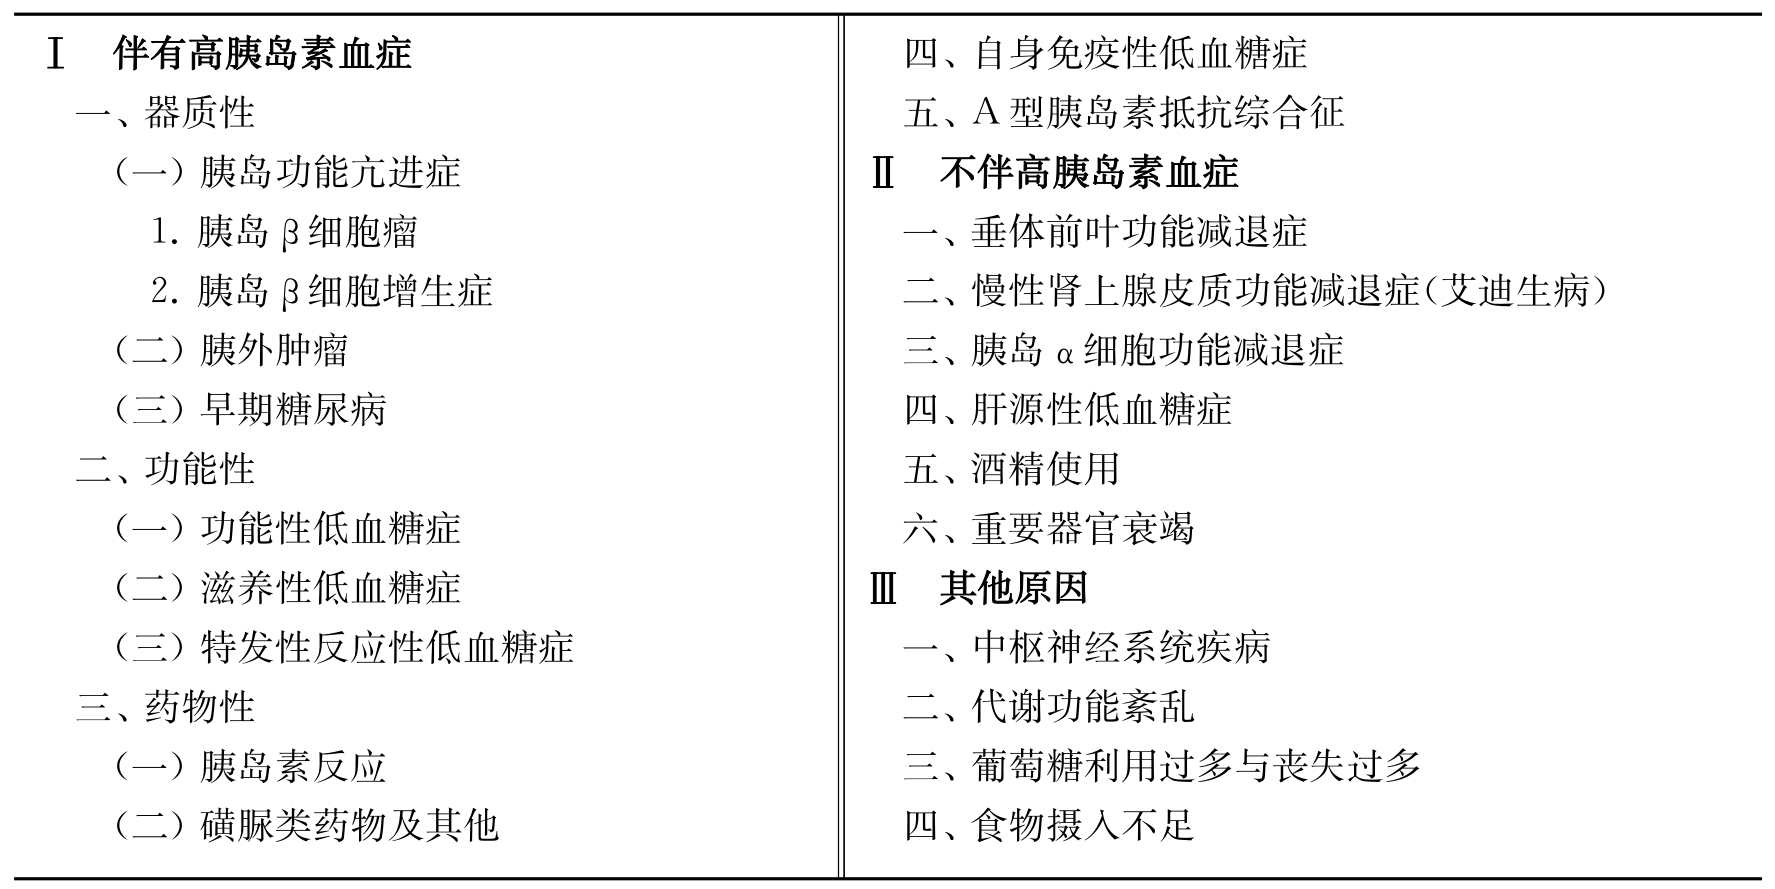 Ⅰ 伴有高胰岛素血症
一、器质性
（一）胰岛功能亢进症
1. 胰岛β细胞瘤
2. 胰岛β细胞增生症
（二）胰外肿瘤
（三）早期糖尿病
二、功能性
（一）功能性低血糖症
（二）滋养性低血糖症
（三）特发性反应性低血糖症
三、药物性
（一）胰岛素反应
（二）磺脲类药物及其他
四、自身免疫性低血糖症
五、A型胰岛素抵抗综合征
Ⅱ 不伴高胰岛素血症
一、垂体前叶功能减退症
二、慢性肾上腺皮质功能减退症（艾迪生病）
三、胰岛α细胞功能减退症
四、肝源性低血糖症
五、酒精使用
六、重要器官衰竭
Ⅲ 其他原因
一、中枢神经系统疾病
二、代谢功能紊乱
三、葡萄糖利用过多与丧失过多
四、食物摄入不足